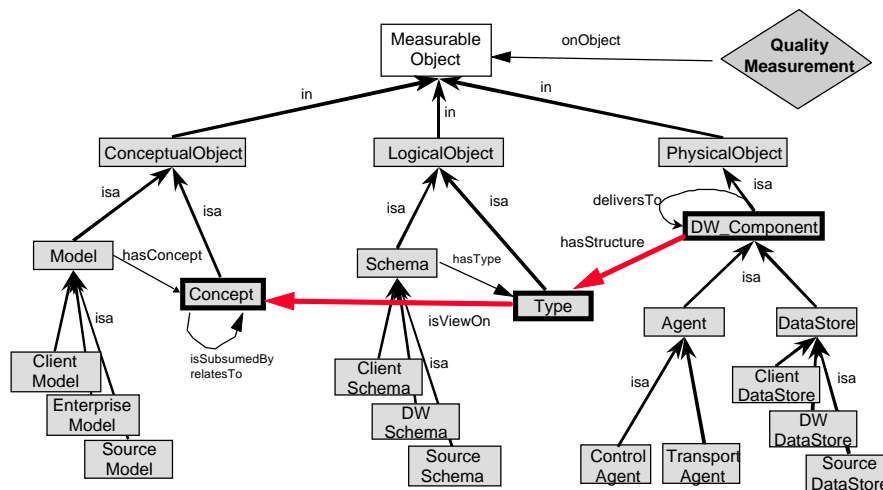 Measurable
Object
onObject
Quality
Measurement
in
in
in
ConceptualObject
LogicalObject
PhysicalObject
isa
isa
isa
isa
isa
deliversTo
DW_Component
Model
hasConcept
Schema
hasType
hasStructure
Concept
Type
isa
isViewOn
Agent
DataStore
isSubsumedBy
relatesTo
isa
isa
isa
isa
Client
Model
Client
Schema
Client
DataStore
Enterprise
Model
DW
Schema
DW
DataStore
Source
Model
Source
Schema
Control
Agent
Transport
Agent
Source
DataStore